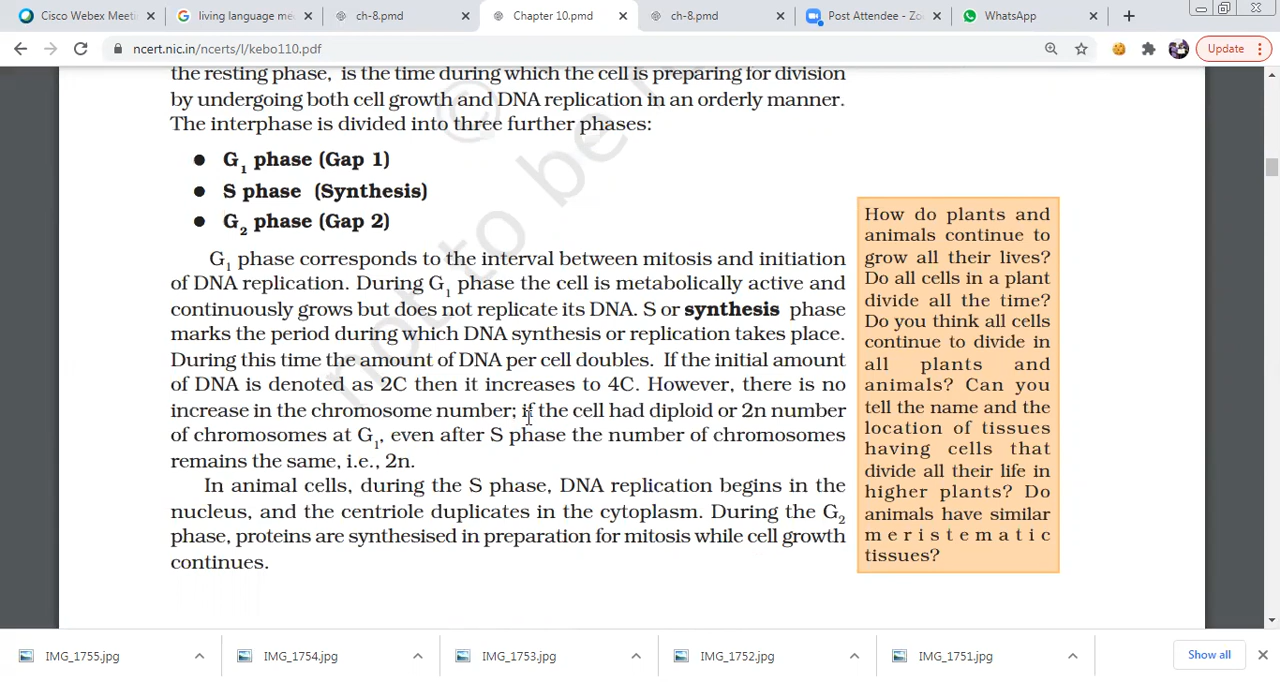 Cisco Webex Meeti
living language me
ch-8.pmd
Chapter 10.pmd
ch-8.pmd
Post Attendee - Zo
WhatsApp
ncert.nic.in/ncerts/l/kebo110.pdf
Update
the resting phase, is the time during which the cell is preparing for division
by undergoing both cell growth and DNA replication in an orderly manner.
The interphase is divided into three further phases:
● G1 phase (Gap 1)
● S phase (Synthesis)
● G2 phase (Gap 2)
G1 phase corresponds to the interval between mitosis and initiation
of DNA replication. During G1 phase the cell is metabolically active and
continuously grows but does not replicate its DNA. S or synthesis phase
marks the period during which DNA synthesis or replication takes place.
During this time the amount of DNA per cell doubles. If the initial amount
of DNA is denoted as 2C then it increases to 4C. However, there is no
increase in the chromosome number; if the cell had diploid or 2n number
of chromosomes at G1, even after S phase the number of chromosomes
remains the same, i.e., 2n.
In animal cells, during the S phase, DNA replication begins in the
nucleus, and the centriole duplicates in the cytoplasm. During the G2
phase, proteins are synthesised in preparation for mitosis while cell growth
continues.
How do plants and
animals continue to
grow all their lives?
Do all cells in a plant
divide all the time?
Do you think all cells
continue to divide in
all plants and
animals? Can you
tell the name and the
location of tissues
having cells that
divide all their life in
higher plants? Do
animals have similar
meristematic
tissues?
©
not to be
IMG_1755.jpg
IMG_1754.jpg
IMG_1753.jpg
IMG_1752.jpg
IMG_1751.jpg
Show all